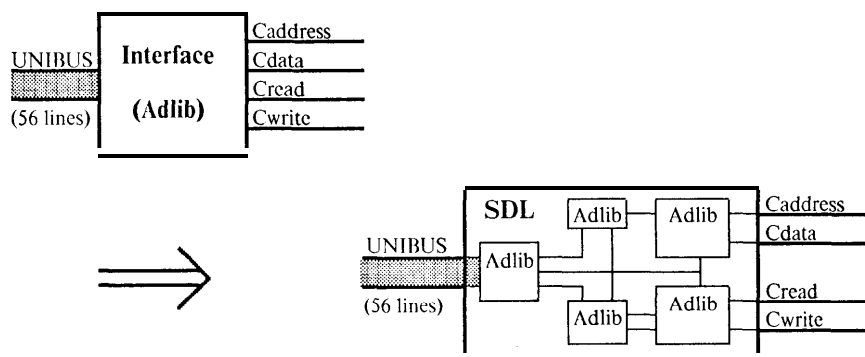 UNIBUS
(56 lines)
Interface
(Adlib)
Caddress
Cdata
Cread
Cwrite
SDL
UNIBUS
(56 lines)
Adlib
Adlib
Adlib
Adlib
Adlib
Caddress
Cdata
Cread
Cwrite